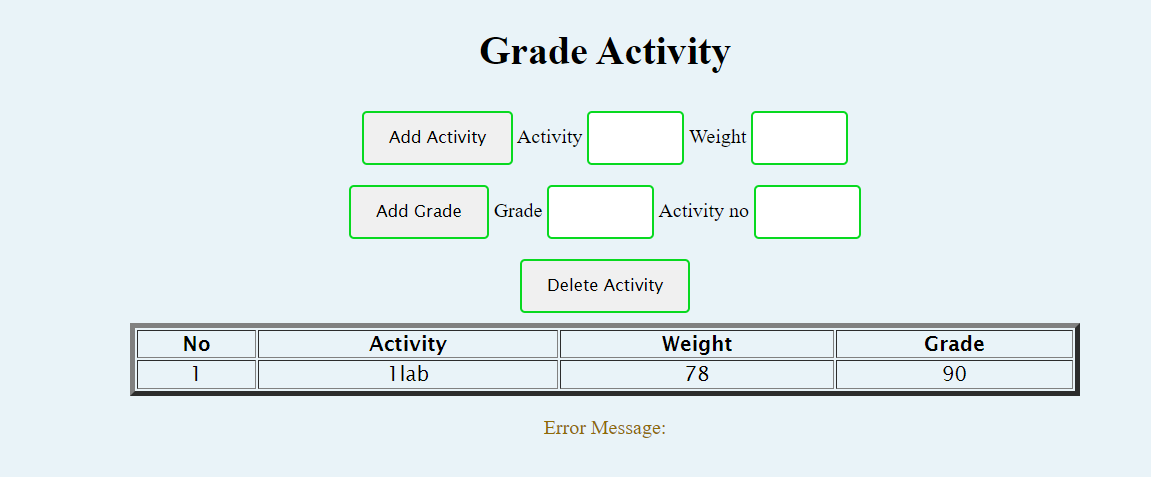 Grade Activity
Add Activity Activity Weight
Add Grade Grade Activity no
Delete Activity
No Activity Weight Grade
1 1lab 78 90
Error Message: